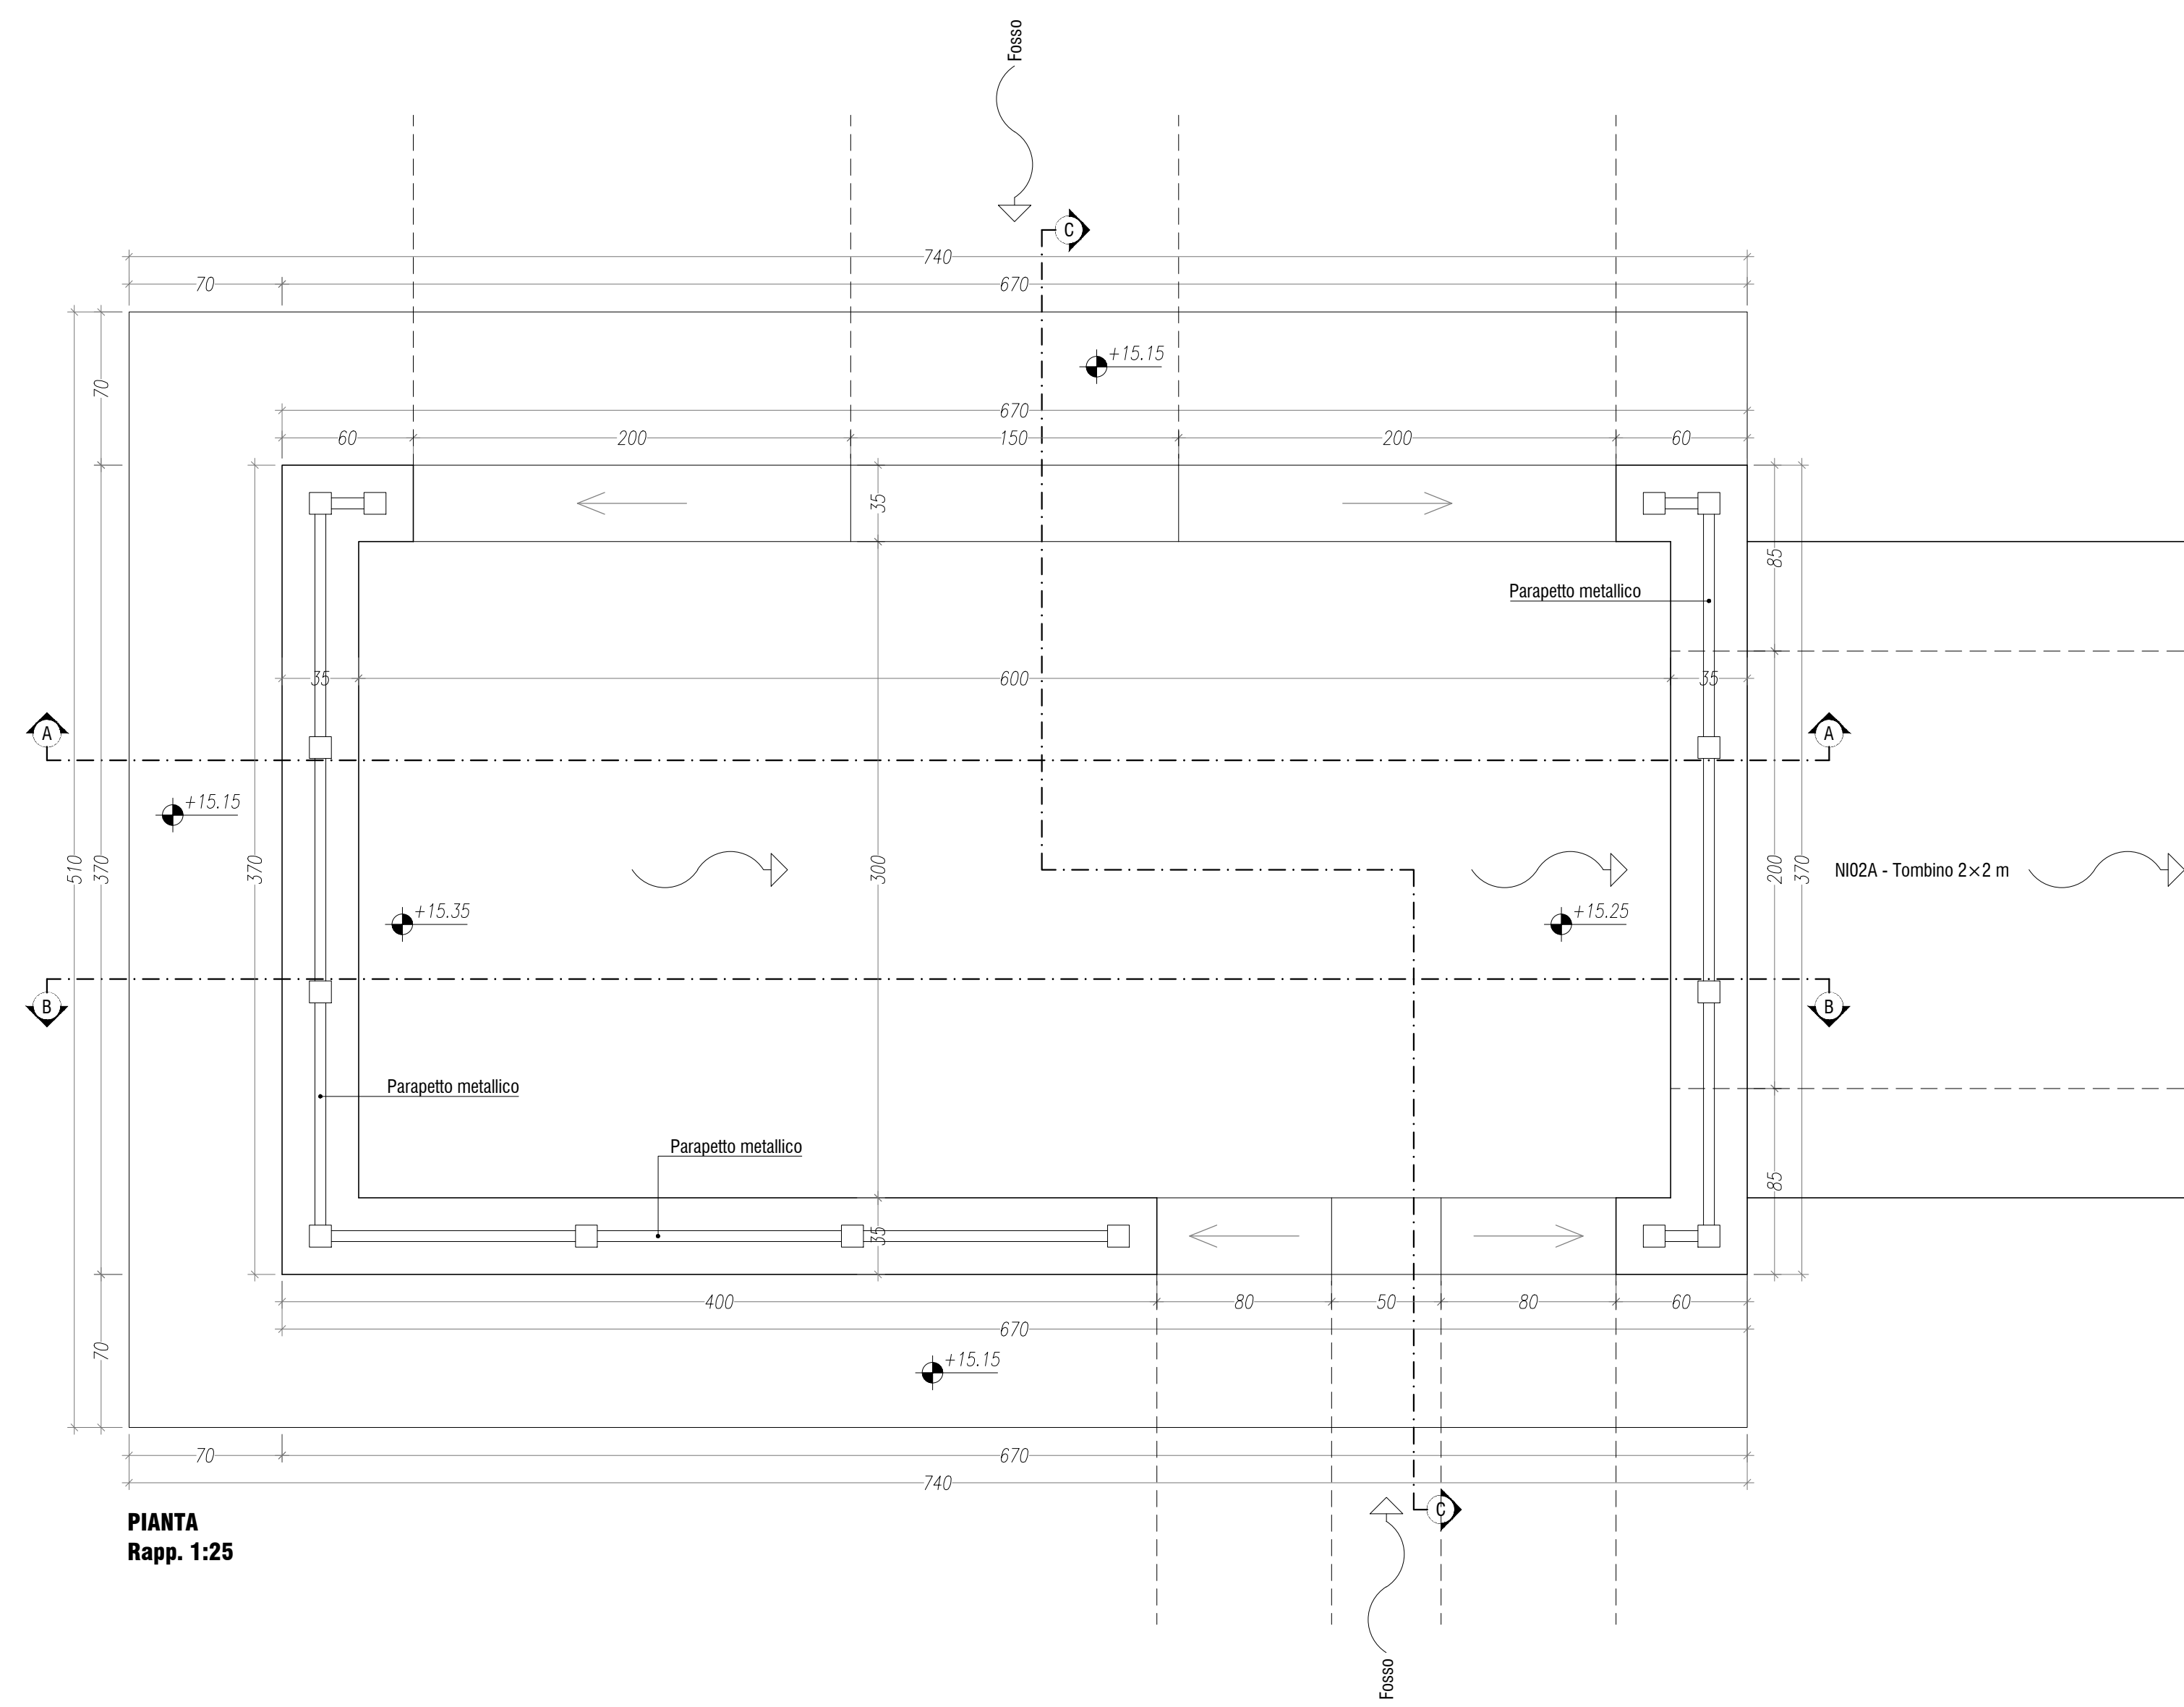 Fosso
C
740
70
670
+15.15
70
670
60
200
150
200
60
35
85
Parapetto metallico
35
600
35
A
A
+15.15
510
370
370
300
200
370
NI02A - Tombino 2×2 m
+15.35
+15.25
B
B
Parapetto metallico
Parapetto metallico
85
35
400
80
50
80
60
670
70
+15.15
70
670
740
C
PIANTA
Rapp. 1:25
Fosso